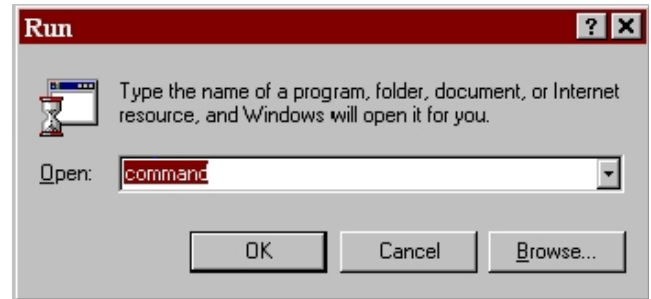 Run
Type the name of a program, folder, document, or Internet
resource, and Windows will open it for you.
Open: command
OK Cancel Browse...